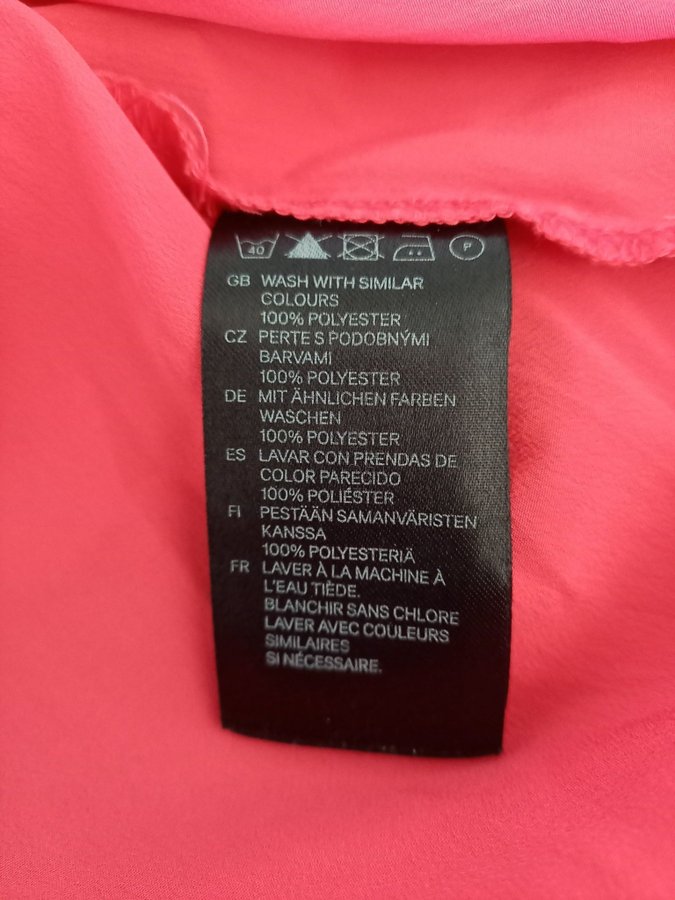 40 P
GB WASH WITH SIMILAR
COLOURS
100% POLYESTER
CZ PERTE S PODOBNÝMI
BARVAMI
100% POLYESTER
DE MIT ÄHNLICHEN FARBEN
WASCHEN
100% POLYESTER
ES LAVAR CON PRENDAS DE
COLOR PARECIDO
100% POLIÉSTER
FI PESTÄÄN SAMANVÄRISTEN
KANSSA
100% POLYESTERIÄ
FR LAVER À LA MACHINE À
L'EAU TIÈDE.
BLANCHIR SANS CHLORE
LAVER AVEC COULEURS
SIMILAIRES
SI NÉCESSAIRE.